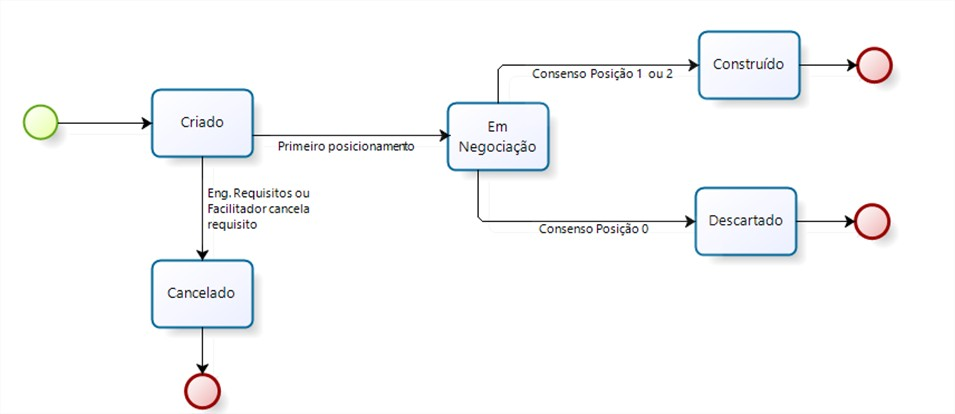 Construído
Consenso Posição 1 ou 2
Criado
Em
Negociação
Primeiro posicionamento
Eng. Requisitos ou
Facilitador cancela
requisito
Descartado
Consenso Posição 0
Cancelado